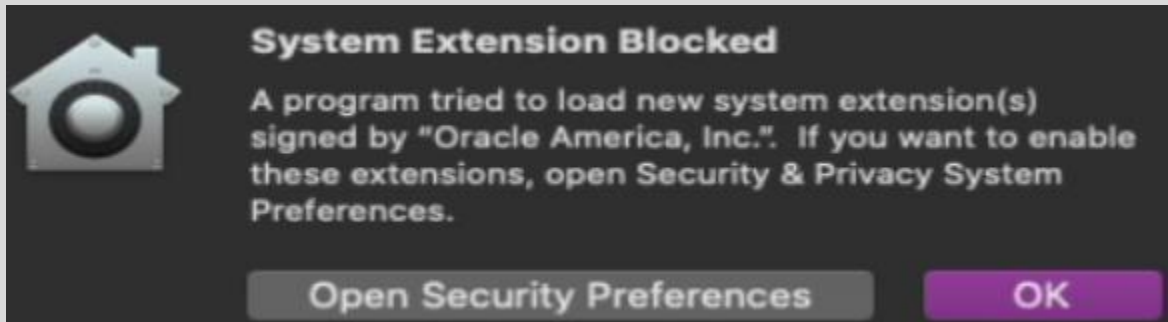 System Extension Blocked
A program tried to load new system extension(s)
signed by "Oracle America, Inc.".  If you want to enable
these extensions, open Security & Privacy System
Preferences.
Open Security Preferences
OK